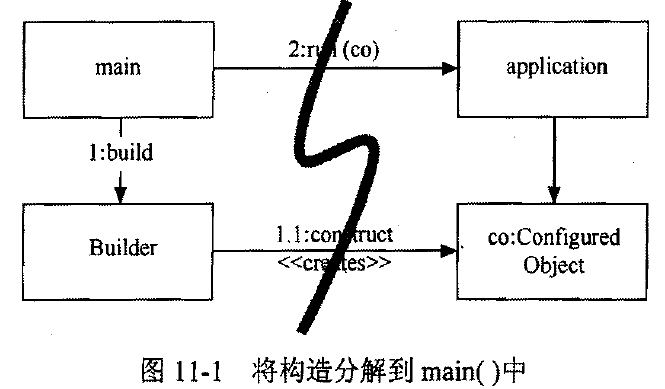 main
2:run (co)
application
1:build
Builder
1.1:construct
<<creates>>
co:Configured
Object
图 11-1 将构造分解到 main( )中